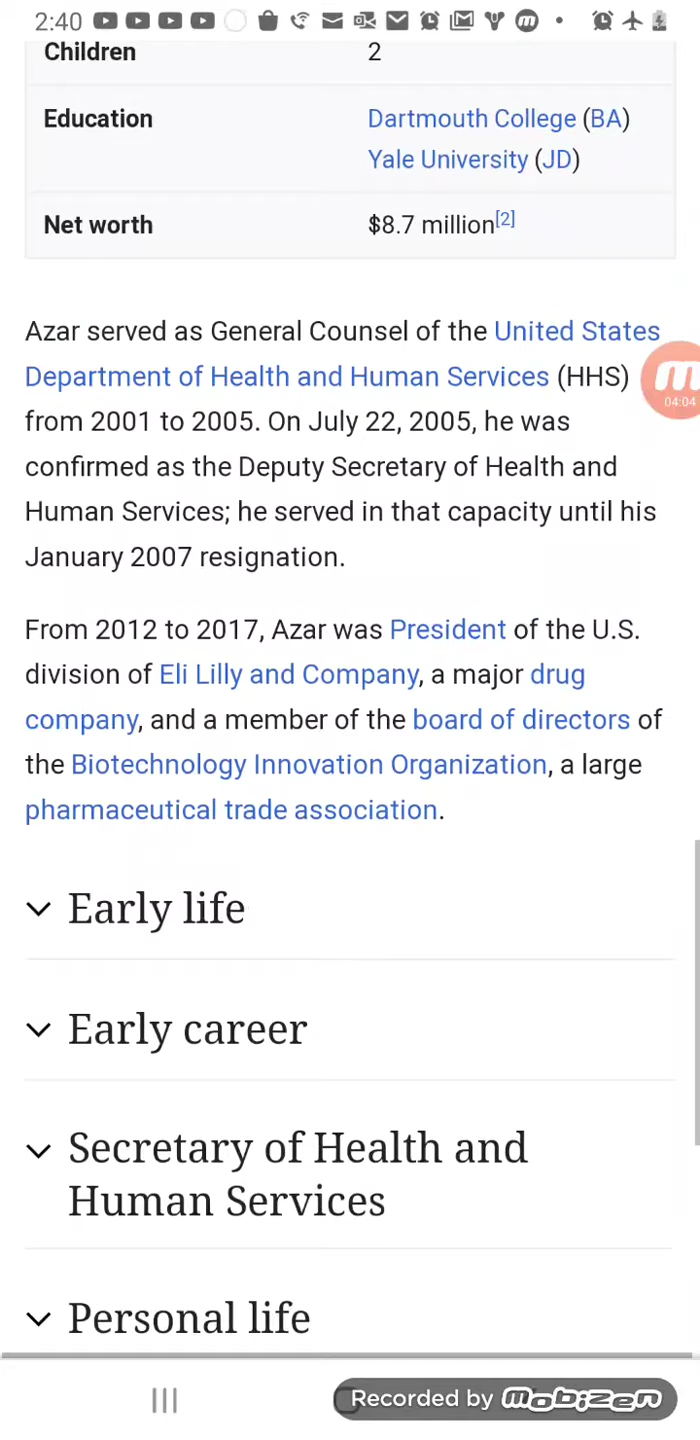 2:40
Children 2
Education Dartmouth College (BA)
Yale University (JD)
Net worth $8.7 million[2]
Azar served as General Counsel of the United States
Department of Health and Human Services (HHS)
04:04
from 2001 to 2005. On July 22, 2005, he was
confirmed as the Deputy Secretary of Health and
Human Services; he served in that capacity until his
January 2007 resignation.
From 2012 to 2017, Azar was President of the U.S.
division of Eli Lilly and Company, a major drug
company, and a member of the board of directors of
the Biotechnology Innovation Organization, a large
pharmaceutical trade association.
Early life
Early career
Secretary of Health and
Human Services
Personal life
Recorded by mobizen